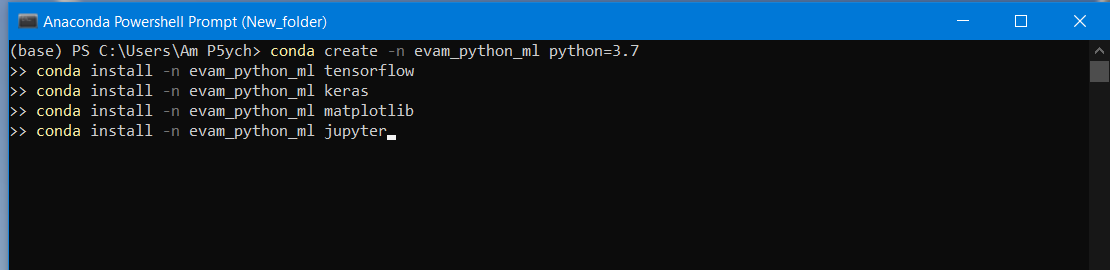 Anaconda Powershell Prompt (New_folder)
(base) PS C:\Users\Am P5ych> conda create -n evam_python_ml python=3.7
>> conda install -n evam_python_ml tensorflow
>> conda install -n evam_python_ml keras
>> conda install -n evam_python_ml matplotlib
>> conda install -n evam_python_ml jupyter